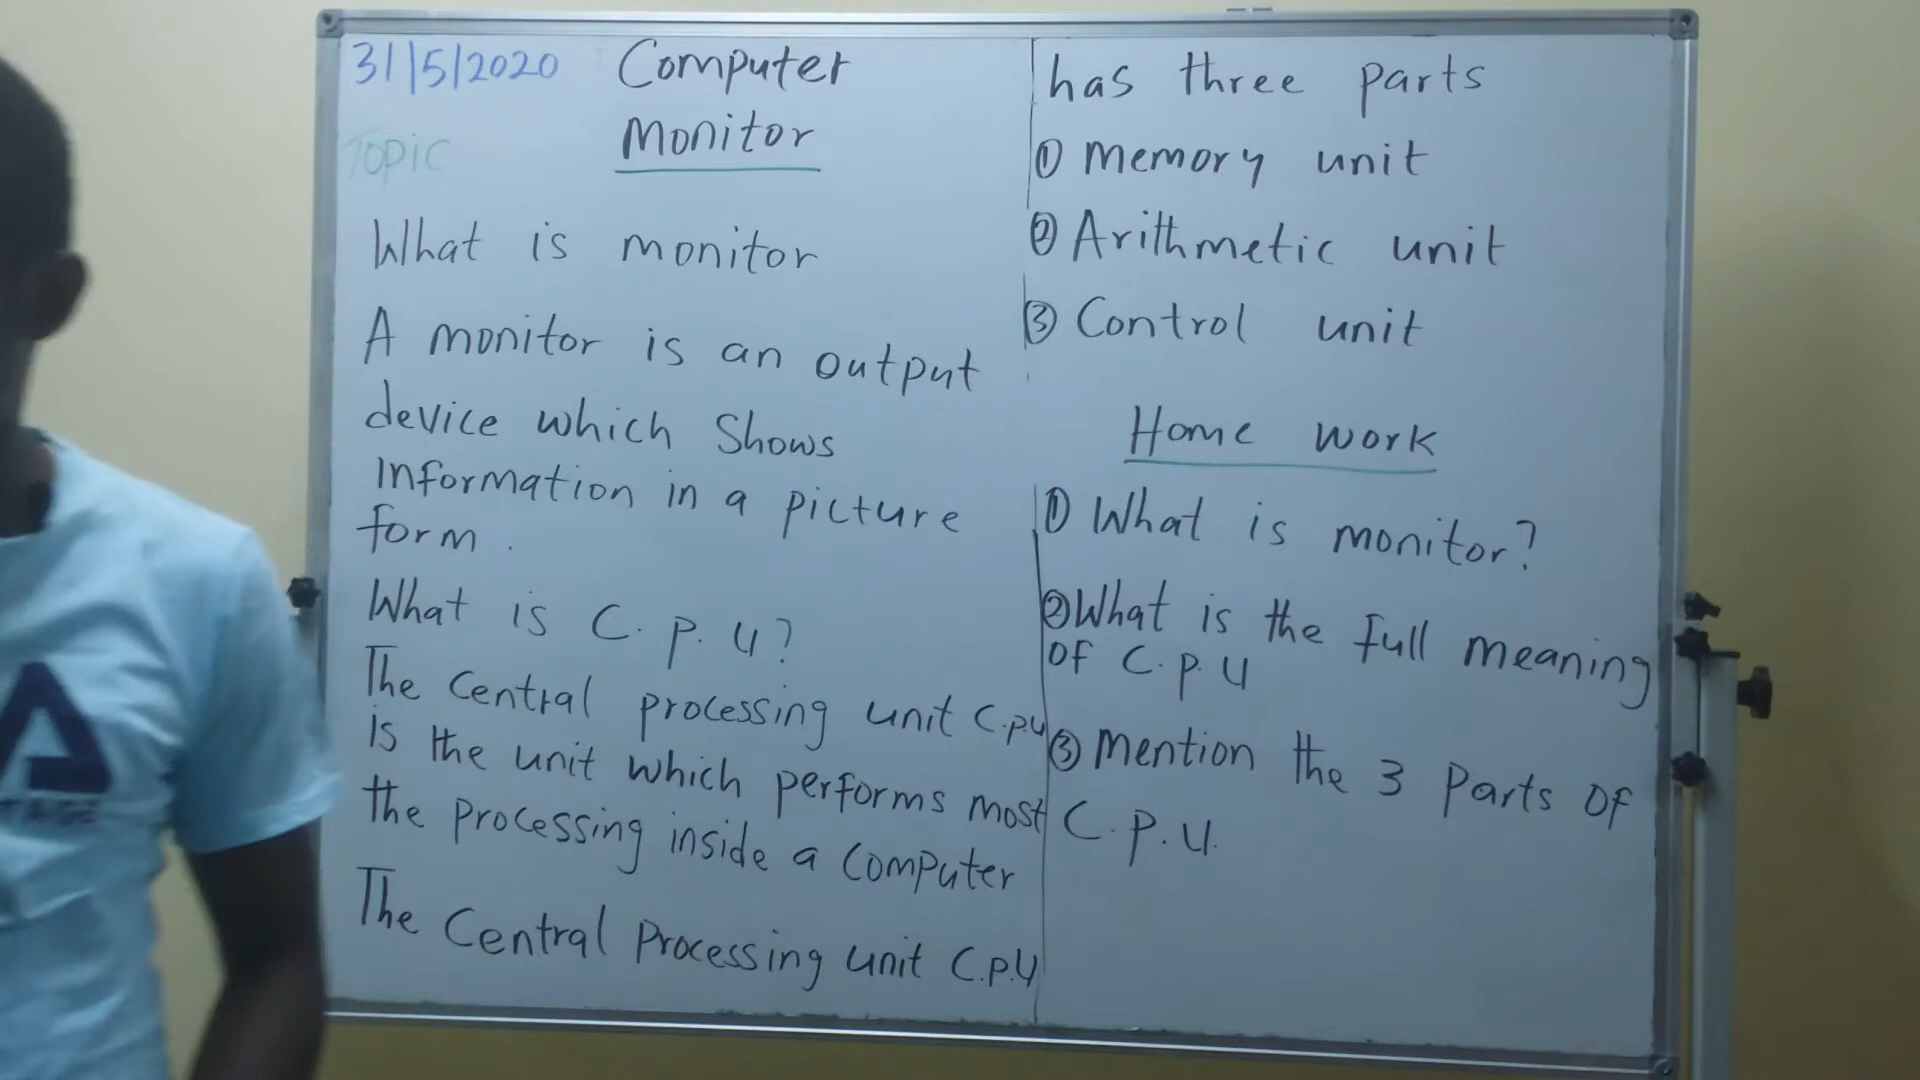 31/5/2020 Computer
Topic Monitor
What is monitor
A monitor is an output
device which Shows
Information in a picture
form.
What is C.p.u?
The Central processing unit C.p.u
is the unit which performs most
the processing inside a Computer
The Central Processing unit C.p.u
has three parts
① Memory unit
② Arithmetic unit
③ Control unit
Home work
① What is monitor?
② What is the full meaning
of C.p.u
③ Mention the 3 Parts of
C.p.u.